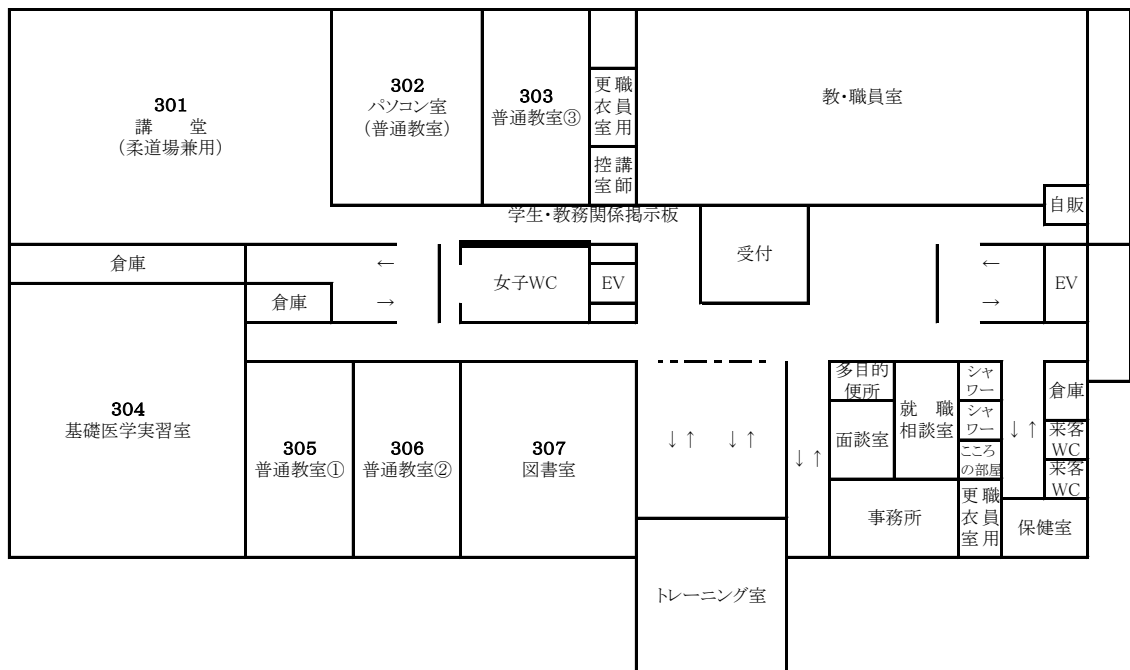 301
講　堂
（柔道場兼用）
302
パソコン室
（普通教室）
303
普通教室③
職員用
更衣室
講師
控室
教・職員室
自販
学生・教務関係掲示板
受付
倉庫
倉庫
←
→
女子WC
EV
←
→
EV
304
基礎医学実習室
305
普通教室①
306
普通教室②
307
図書室
↓↑　↓↑
↓↑
多目的
便所
面談室
就　職
相談室
シャ
ワー
シャ
ワー
こころ
の部屋
↓↑
倉庫
来客
WC
来客
WC
事務所
職員用
更衣室
保健室
トレーニング室